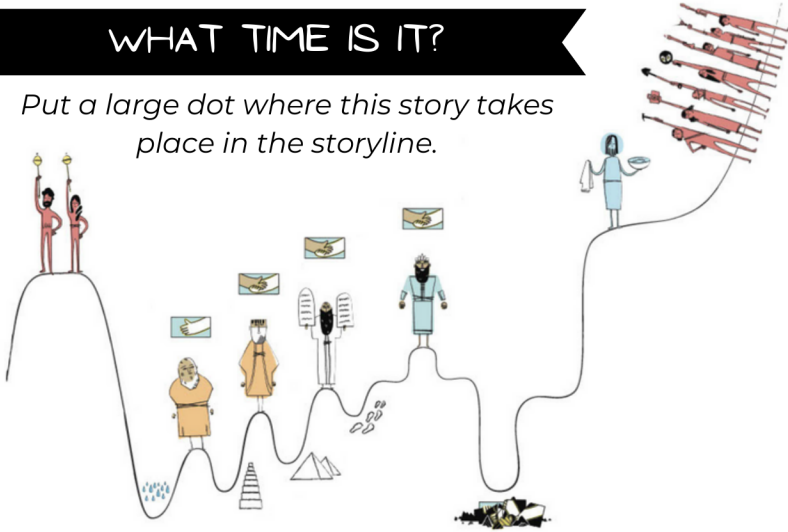 WHAT TIME IS IT?
Put a large dot where this story takes
place in the storyline.